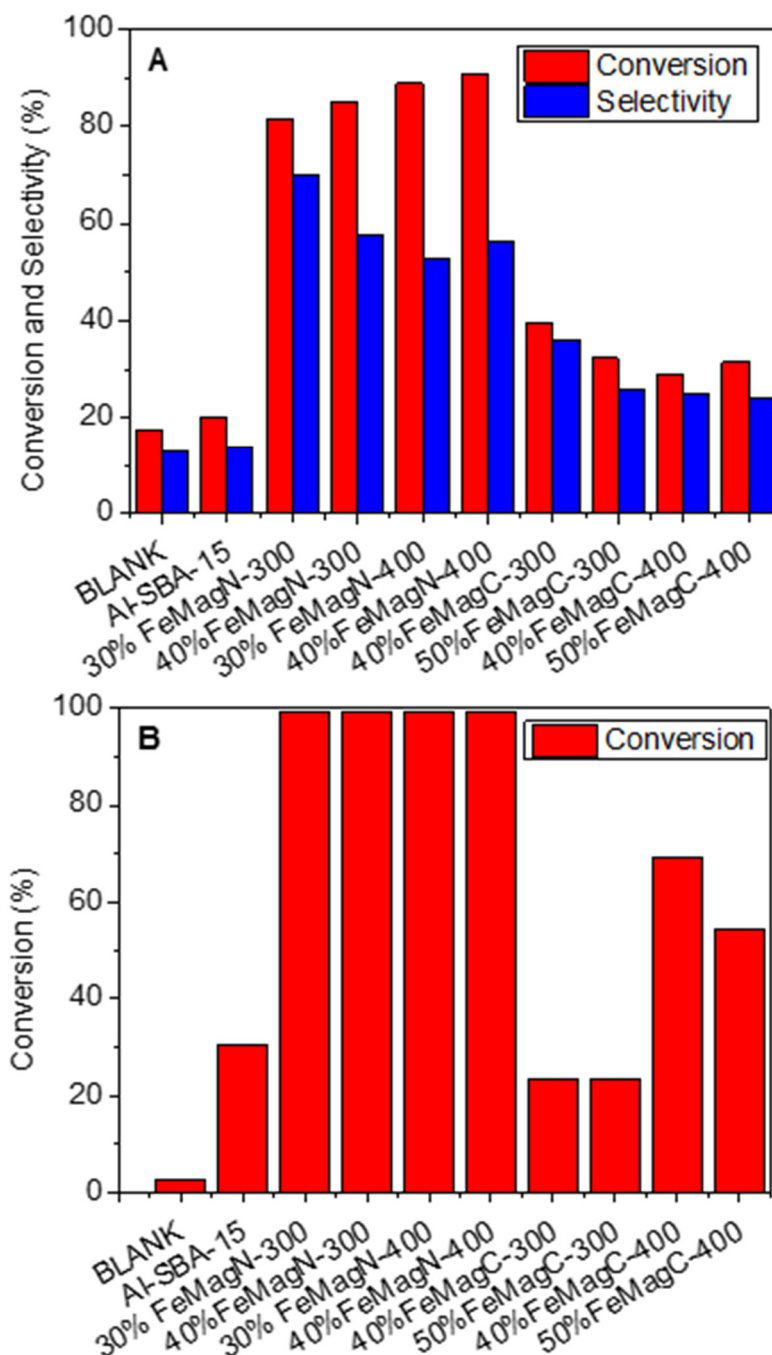 A
Conversion
Selectivity
Conversion and Selectivity (%)
100
80
60
40
20
0
BLANK
Al-SBA-15
30% FeMagN-300
40%FeMagN-300
30% FeMagN-400
40%FeMagN-400
40%FeMagC-300
50%FeMagC-300
40%FeMagC-400
50%FeMagC-400
B
Conversion
Conversion (%)
100
80
60
40
20
0
BLANK
Al-SBA-15
30% FeMagN-300
40%FeMagN-300
30% FeMagN-400
40%FeMagN-400
40%FeMagC-300
50%FeMagC-300
40%FeMagC-400
50%FeMagC-400